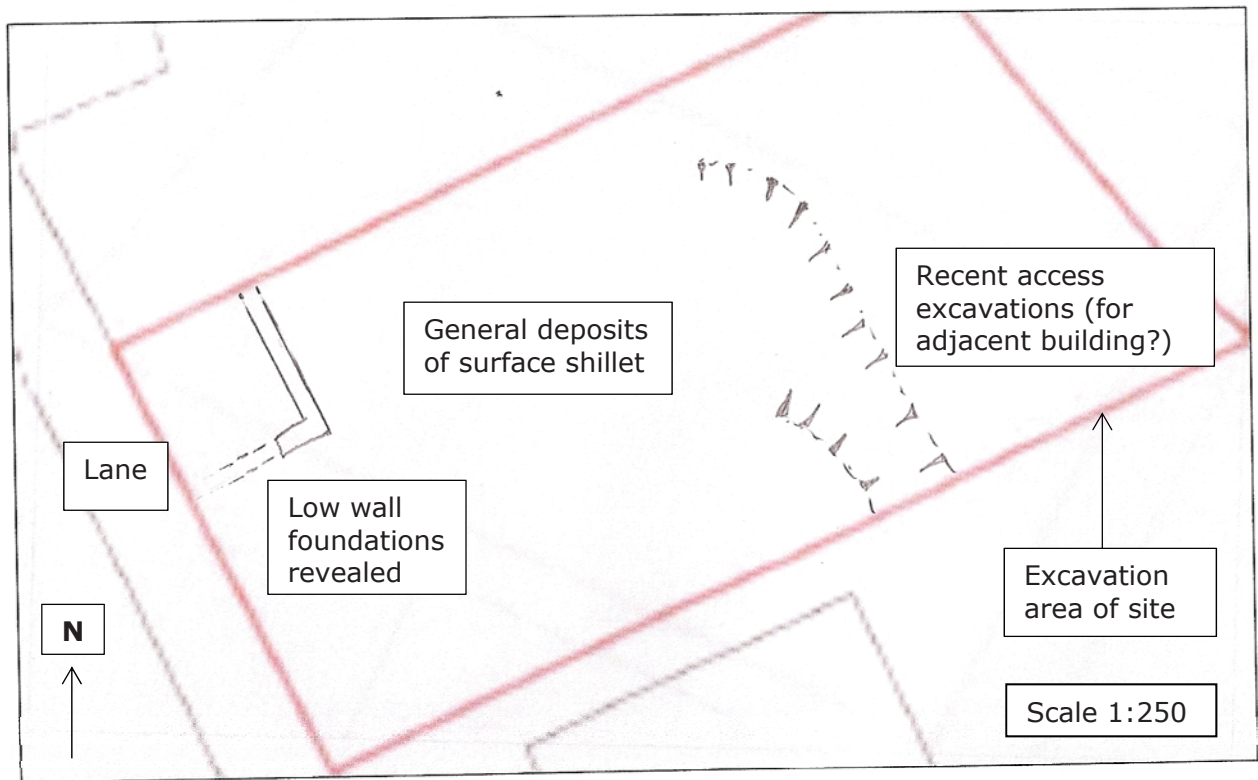 Recent access
excavations (for
adjacent building?)
General deposits
of surface shillet
Lane
Low wall
foundations
revealed
Excavation
area of site
N
Scale 1:250